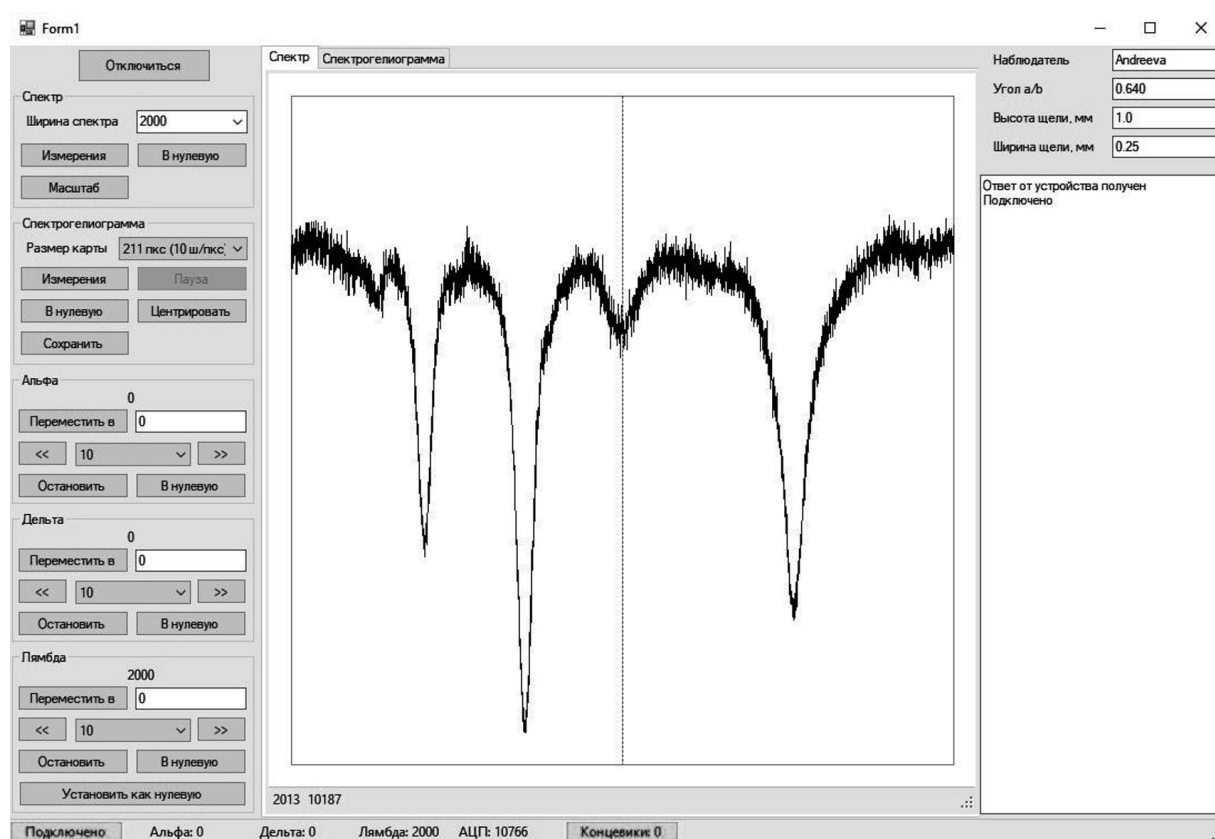 Form1
Отключиться
Спектр
Ширина спектра 2000
Измерения В нулевую
Масштаб
Спектрогелиограмма
Размер карты 211 пкс (10 ш/пкс)
Измерения Пауза
В нулевую Центрировать
Сохранить
Альфа
0
Переместить в 0
<< 10 >>
Остановить В нулевую
Дельта
0
Переместить в 0
<< 10 >>
Остановить В нулевую
Лямбда
2000
Переместить в 0
<< 10 >>
Остановить В нулевую
Установить как нулевую
Спектр Спектрогелиограмма
2013 10187
Наблюдатель Andreeva
Угол a/b 0.640
Высота щели, мм 1.0
Ширина щели, мм 0.25
Ответ от устройства получен
Подключено
Подключено Альфа: 0 Дельта: 0 Лямбда: 2000 АЦП: 10766 Концевики: 0